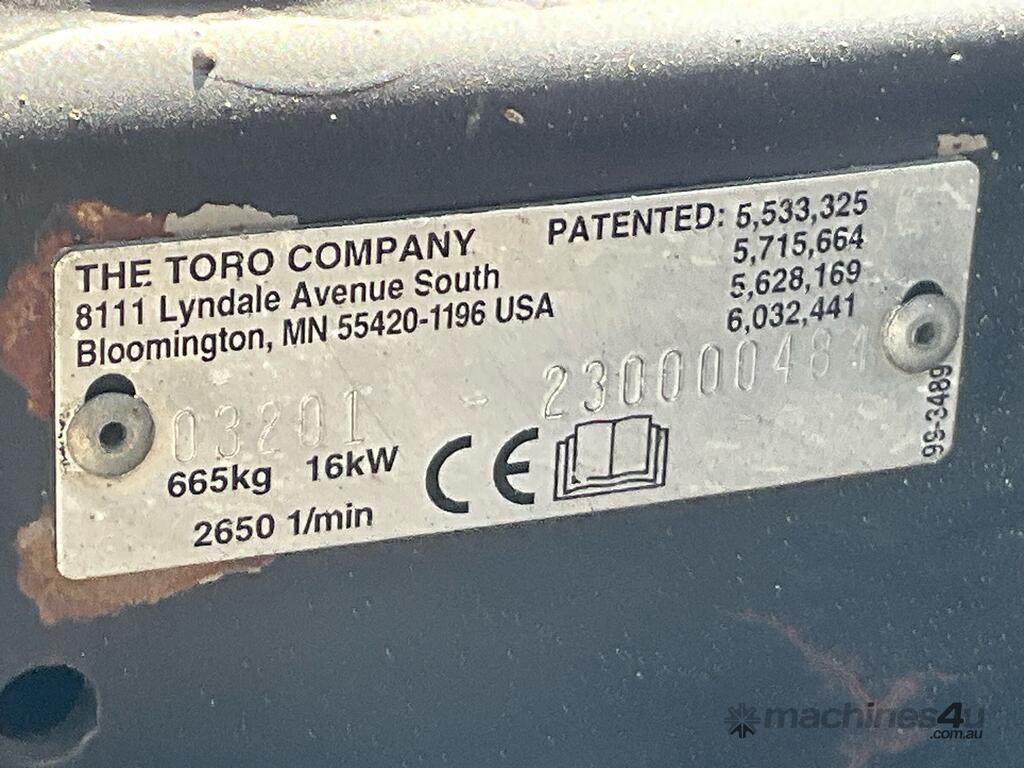 THE TORO COMPANY
8111 Lyndale Avenue South
Bloomington, MN 55420-1196 USA
PATENTED: 5,533,325
5,715,664
5,628,169
6,032,441
03201 - 230000481
665kg 16kW
2650 1/min
CE
99-3489
machines4u
.com.au